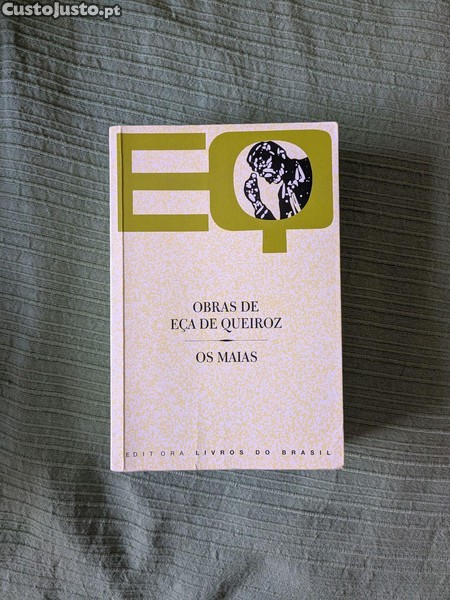 CustoJusto.pt
EQ
OBRAS DE
EÇA DE QUEIROZ
OS MAIAS
EDITORA LIVROS DO BRASIL